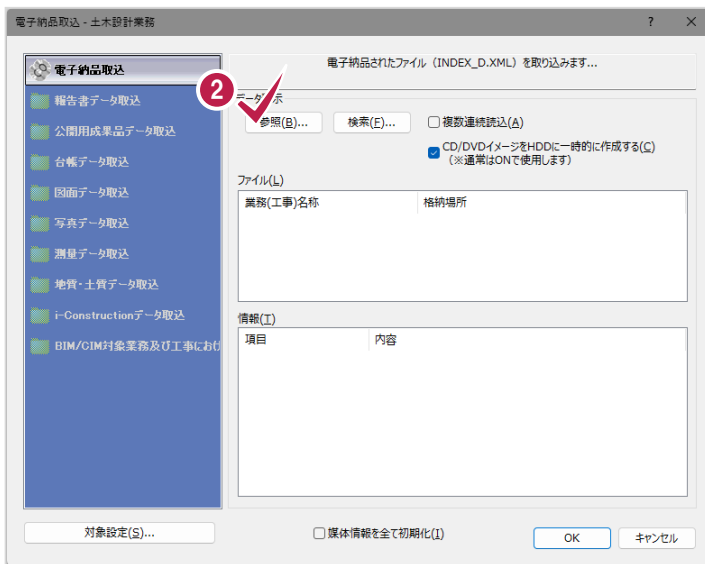 電子納品取込 - 土木設計業務
? ×
電子納品取込
報告書データ取込
公開用成果品データ取込
台帳データ取込
図面データ取込
写真データ取込
測量データ取込
地質・土質データ取込
i-Constructionデータ取込
BIM/CIM対象業務及び工事におけ
対象設定(S)...
電子納品されたファイル（INDEX_D.XML）を取り込みます...
2
参照(B)...
検索(F)...
複数連続読込(A)
CD/DVDイメージをHDDに一時的に作成する(C)
（※通常はONで使用します）
ファイル(L)
業務(工事)名称 格納場所
情報(T)
項目 内容
媒体情報を全て初期化(I)
OK
キャンセル